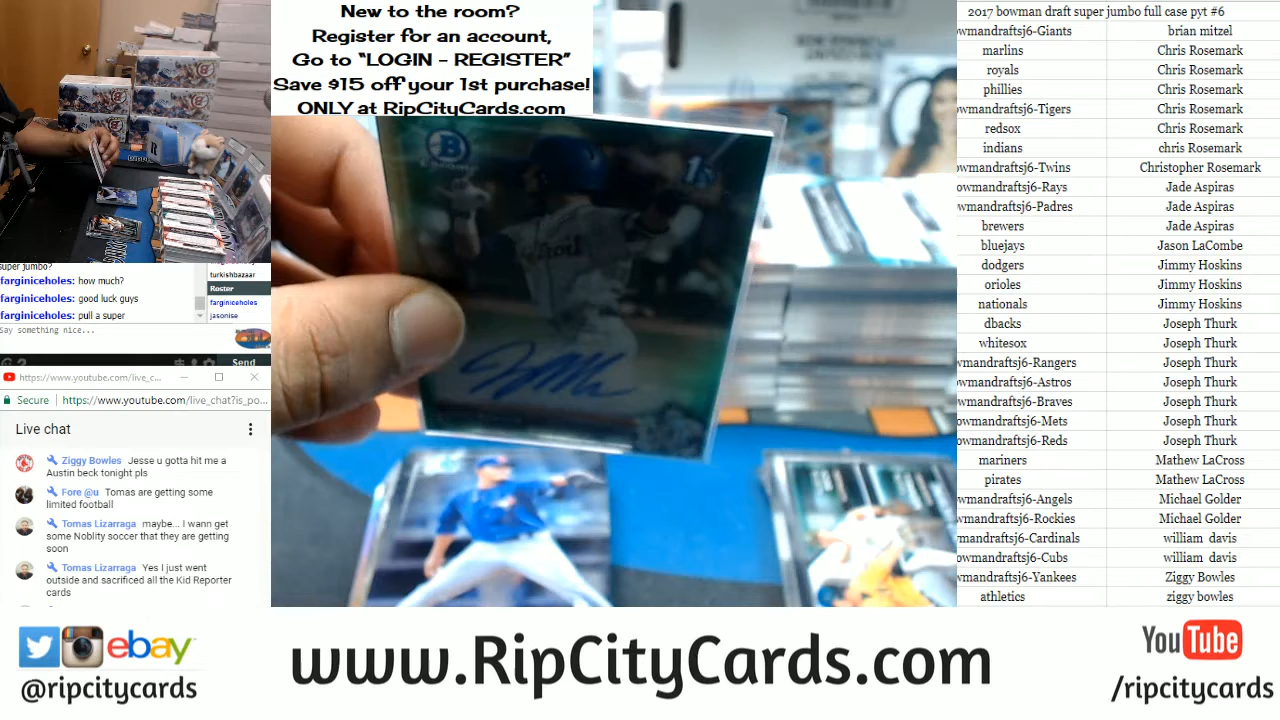 New to the room?
Register for an account,
Go to “LOGIN - REGISTER”
Save $15 off your 1st purchase!
ONLY at RipCityCards.com
2017 bowman draft super jumbo full case pyt #6
owmandraftsj6-Giants brian mitzel
marlins Chris Rosemark
royals Chris Rosemark
phillies Chris Rosemark
owmandraftsj6-Tigers Chris Rosemark
redsox Chris Rosemark
indians chris Rosemark
owmandraftsj6-Twins Christopher Rosemark
owmandraftsj6-Rays Jade Aspiras
owmandraftsj6-Padres Jade Aspiras
brewers Jade Aspiras
bluejays Jason LaCombe
dodgers Jimmy Hoskins
orioles Jimmy Hoskins
nationals Jimmy Hoskins
dbacks Joseph Thurk
whitesox Joseph Thurk
wmandraftsj6-Rangers Joseph Thurk
owmandraftsj6-Astros Joseph Thurk
owmandraftsj6-Braves Joseph Thurk
owmandraftsj6-Mets Joseph Thurk
owmandraftsj6-Reds Joseph Thurk
mariners Mathew LaCross
pirates Mathew LaCross
owmandraftsj6-Angels Michael Golder
wmandraftsj6-Rockies Michael Golder
mandraftsj6-Cardinals william davis
owmandraftsj6-Cubs william davis
wmandraftsj6-Yankees Ziggy Bowles
athletics ziggy bowles
B
1st
Detroit
super jumbo?
farginiceholes: how much?
farginiceholes: good luck guys
farginiceholes: pull a super
turkishbazaar
Roster
farginiceholes
jasonise
Say something nice...
Send
https://www.youtube.com/live_c...
Secure https://www.youtube.com/live_chat?is_po...
Live chat
Ziggy Bowles Jesse u gotta hit me a
Austin beck tonight pls
Fore @u Tomas are getting some
limited football
Tomas Lizarraga maybe... I wann get
some Noblity soccer that they are getting
soon
Tomas Lizarraga Yes I just went
outside and sacrificed all the Kid Reporter
cards
ebay
@ripcitycards
www.RipCityCards.com
YouTube
/ripcitycards